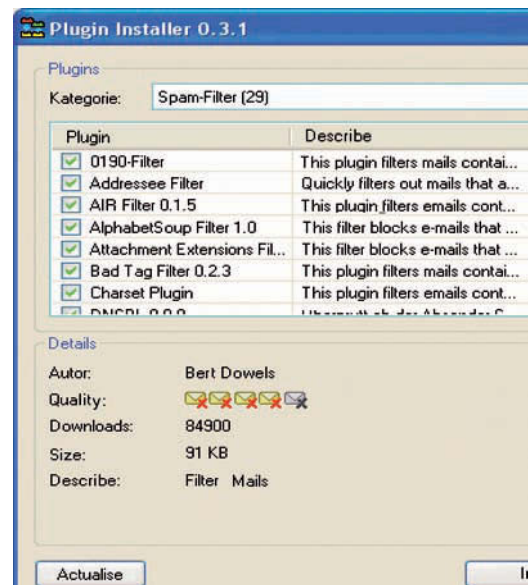 Plugin Installer 0.3.1
Plugins
Kategorie: Spam-Filter (29)
Plugin Describe
0190-Filter This plugin filters mails contai...
Addressee Filter Quickly filters out mails that a...
AIR Filter 0.1.5 This plugin filters emails cont...
AlphabetSoup Filter 1.0 This filter blocks e-mails that ...
Attachment Extensions Fil... This filter blocks e-mails that ...
Bad Tag Filter 0.2.3 This plugin filters mails contai...
Charset Plugin This plugin filters emails cont...
Details
Autor: Bert Dowels
Quality:
Downloads: 84900
Size: 91 KB
Describe: Filter Mails
Actualise